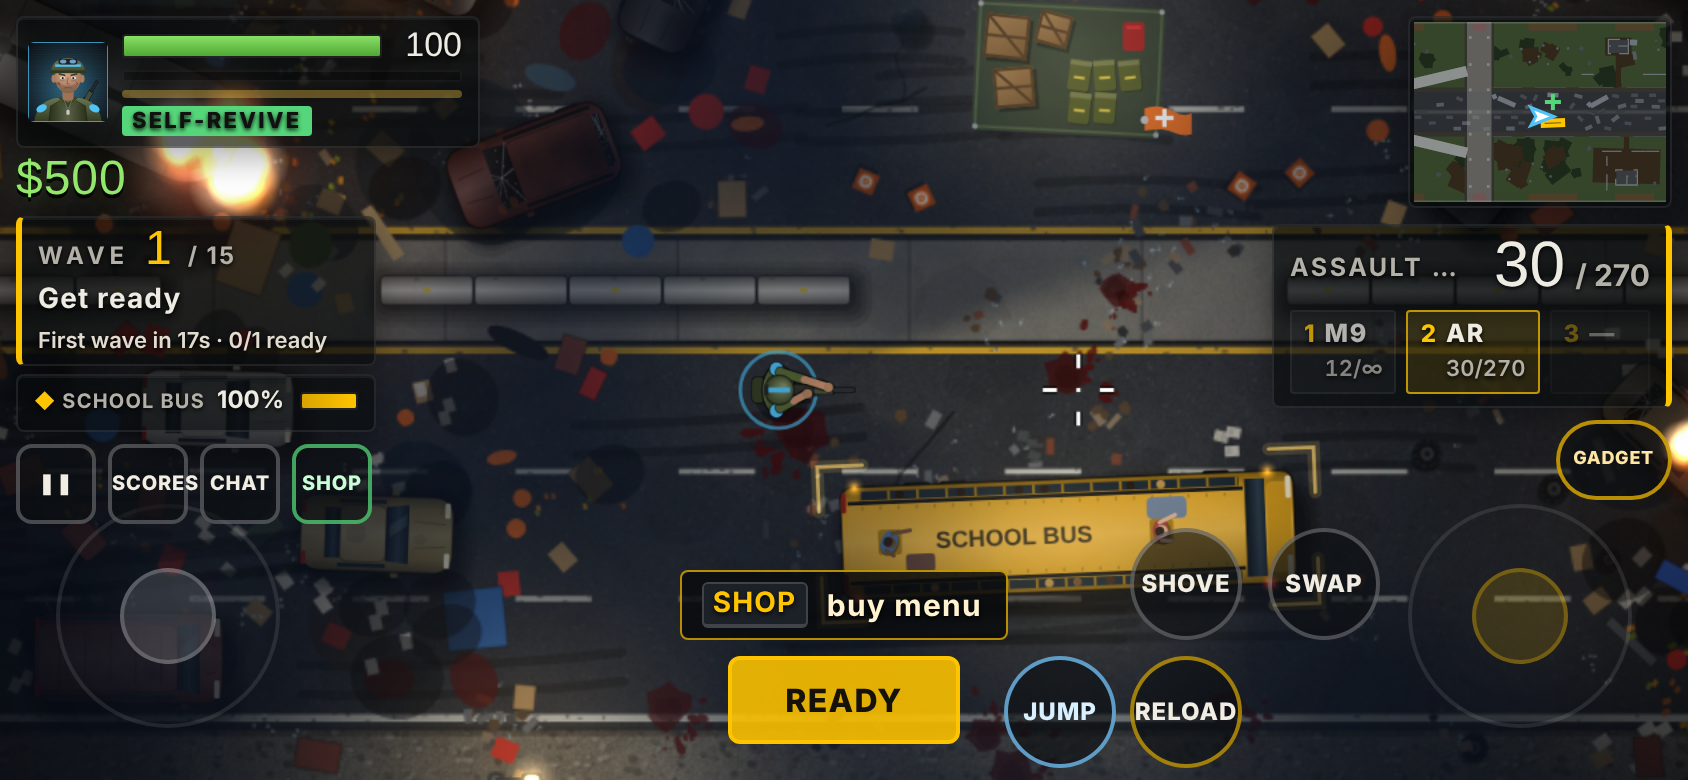 100
SELF-REVIVE
$500
WAVE 1 / 15
Get ready
First wave in 17s · 0/1 ready
SCHOOL BUS 100%
SCORES
CHAT
SHOP
ASSAULT ... 30 / 270
1 M9
12/∞
2 AR
30/270
3 —
GADGET
SCHOOL BUS
SHOVE
SWAP
SHOP buy menu
READY
JUMP
RELOAD